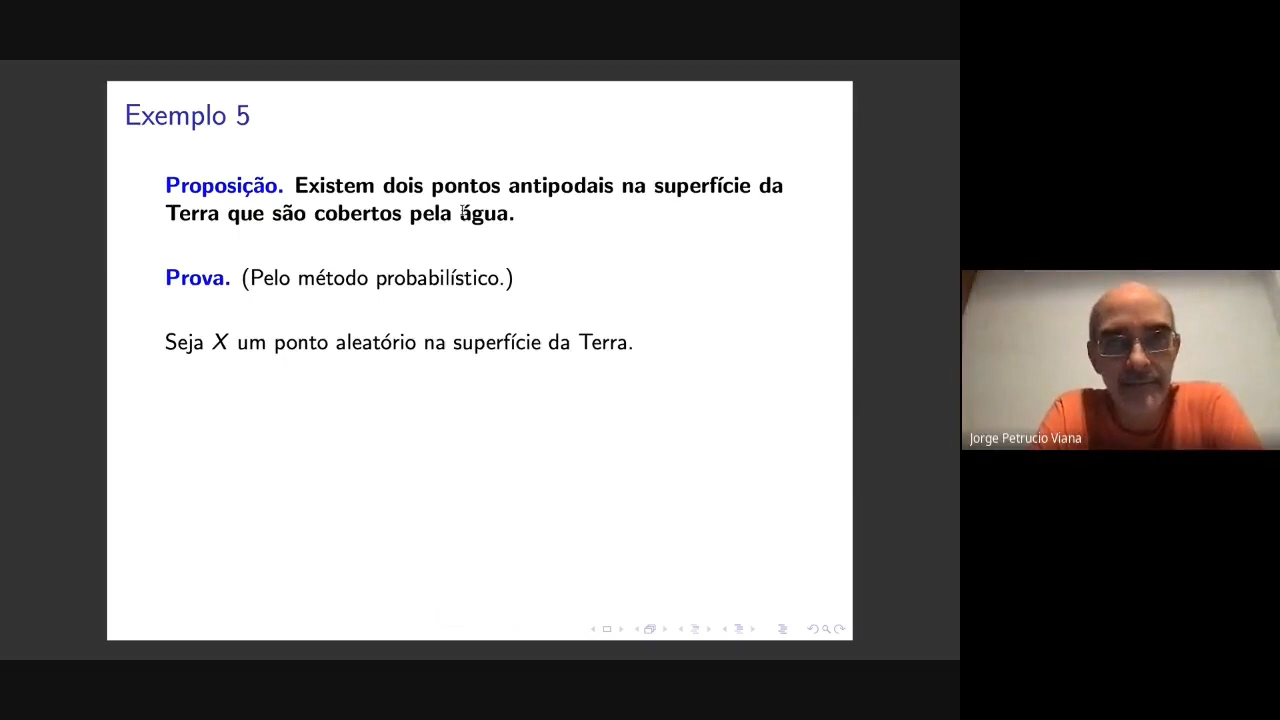 Exemplo 5
Proposição. Existem dois pontos antipodais na superfície da
Terra que são cobertos pela água.
Prova. (Pelo método probabilístico.)
Seja X um ponto aleatório na superfície da Terra.
Jorge Petrucio Viana